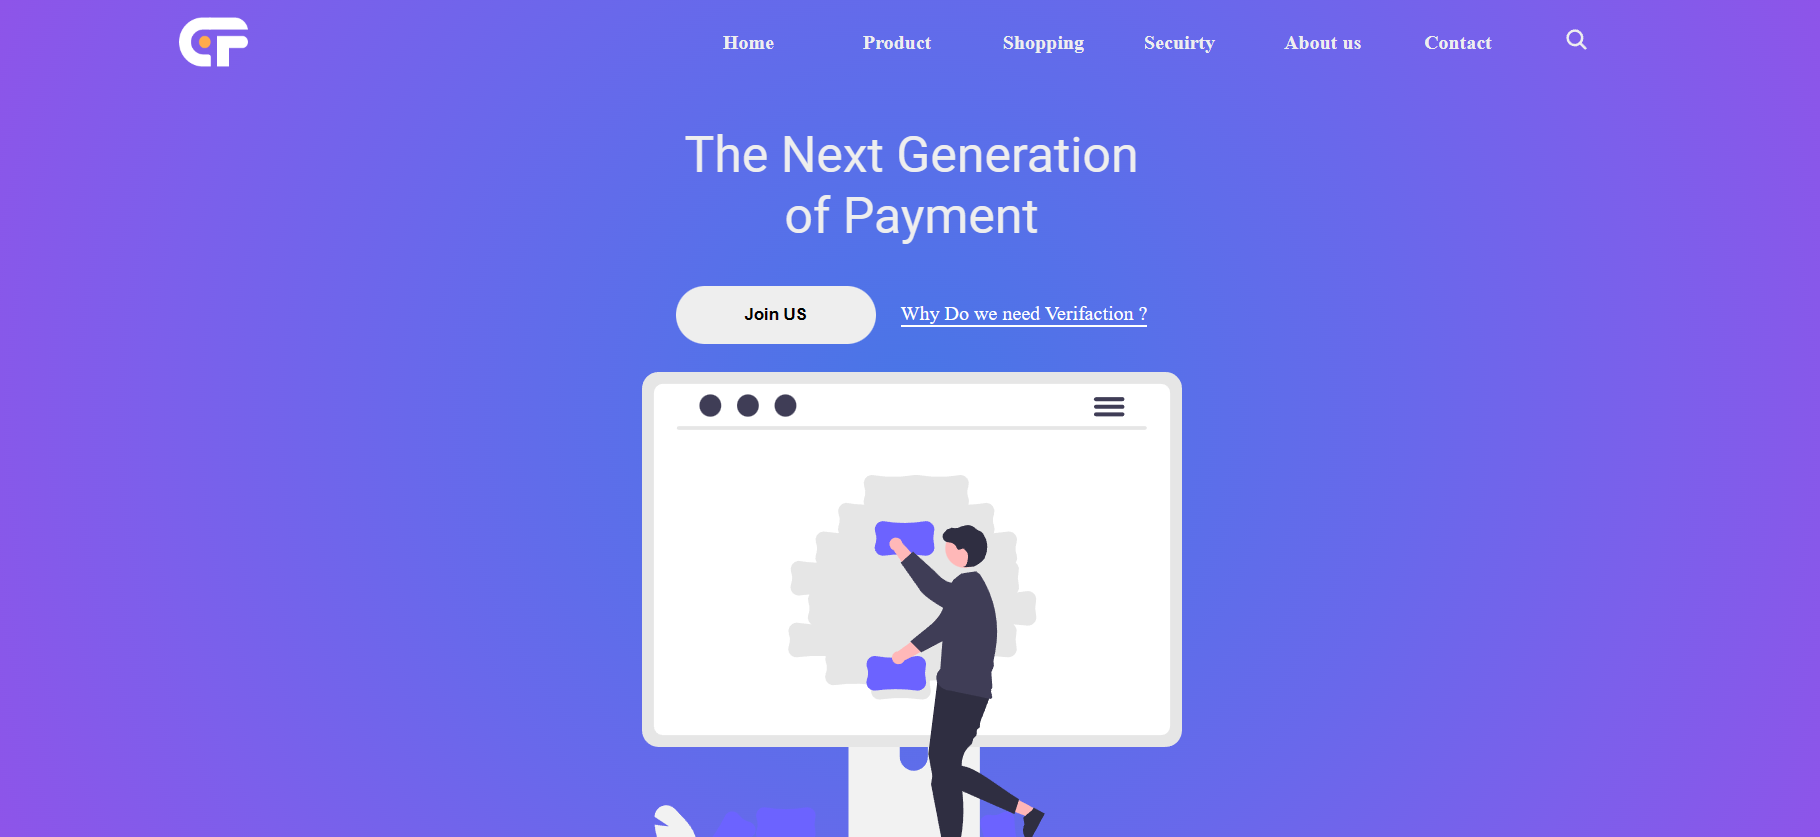 Home Product Shopping Secuirty About us Contact
The Next Generation
of Payment
Join US Why Do we need Verifaction ?